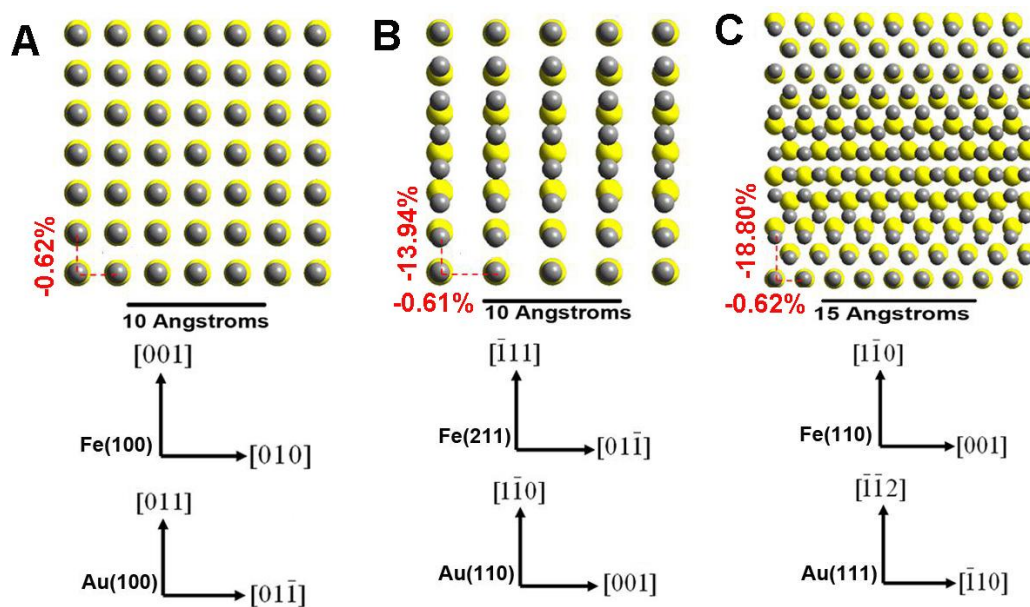 A
-0.62%
10 Angstroms
[001]
Fe(100)
[010]
[011]
Au(100)
[01̄1̄]
B
-13.94%
-0.61%
10 Angstroms
[1̄11]
Fe(211)
[011̄]
[11̄0]
Au(110)
[001]
C
-18.80%
-0.62%
15 Angstroms
[11̄0]
Fe(110)
[001]
[1̄1̄2]
Au(111)
[1̄10]